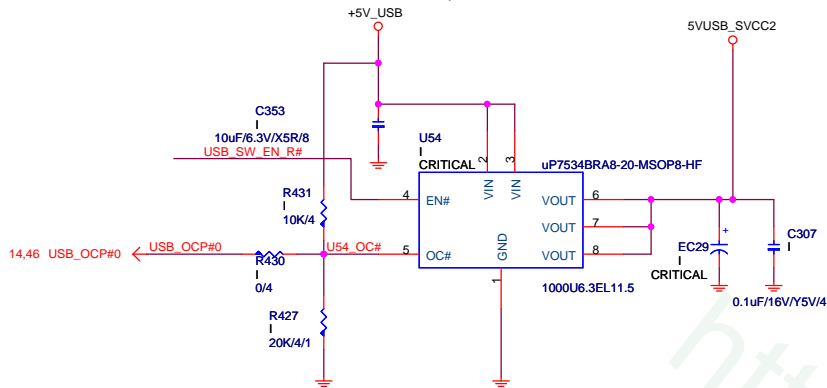 +5V_USB
5VUSB_SVCC2
C353
I
10uF/6.3V/X5R/8
USB_SW_EN_R#
U54
I
CRITICAL
uP7534BRA8-20-MSOP8-HF
2
3
VIN
VIN
R431
I
10K/4
4
EN#
VOUT
6
VOUT
7
14,46 USB_OCP#0
USB_OCP#0
U54_OC#
5
OC#
GND
VOUT
8
R430
I
0/4
1
1000U6.3EL11.5
EC29
I
CRITICAL
+
C307
I
0.1uF/16V/Y5V/4
R427
I
20K/4/1
htt